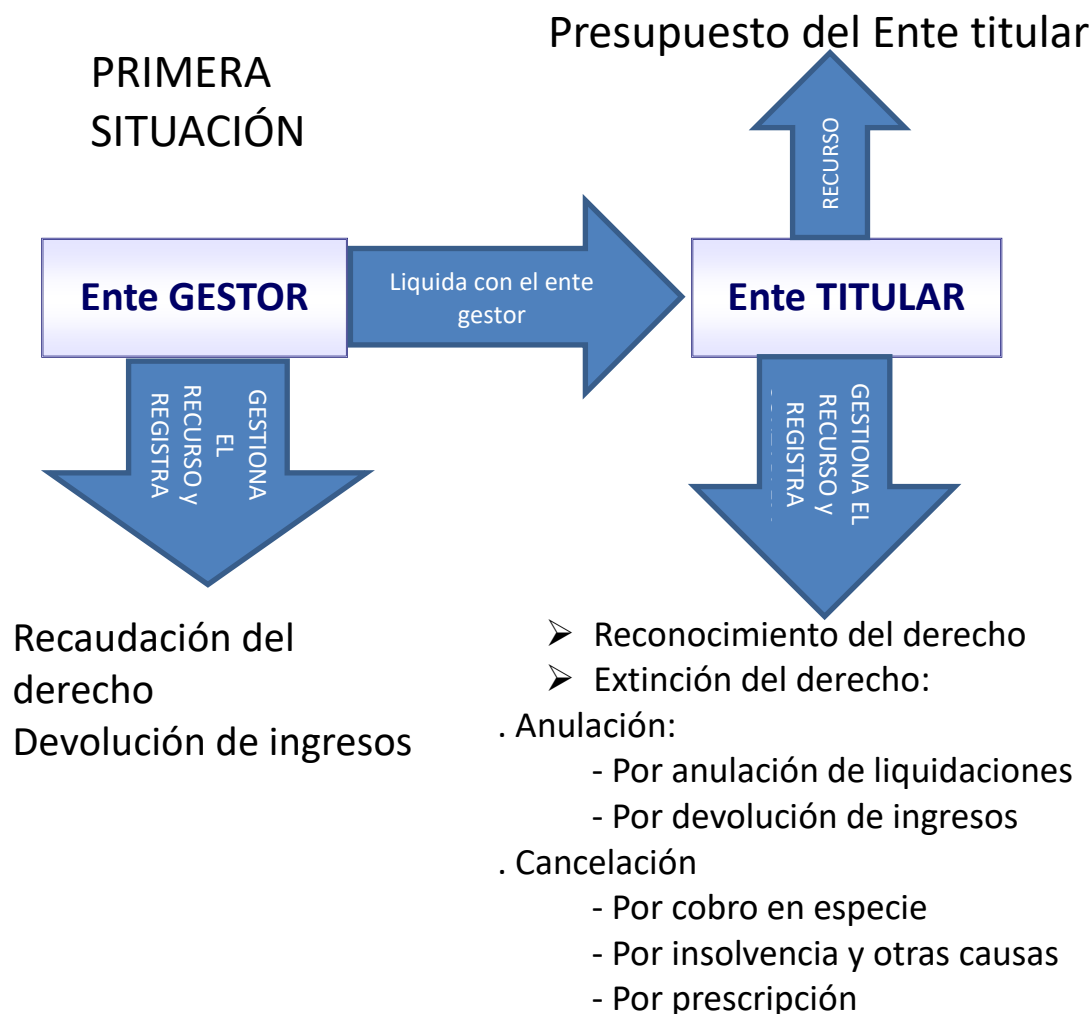 Presupuesto del Ente titular
PRIMERA
SITUACIÓN
RECURSO
Ente GESTOR
Liquida con el ente
gestor
Ente TITULAR
GESTIONA
EL
RECURSO y
REGISTRA
GESTIONA EL
RECURSO y
REGISTRA
Recaudación del
derecho
Devolución de ingresos
➢ Reconocimiento del derecho
➢ Extinción del derecho:
. Anulación:
- Por anulación de liquidaciones
- Por devolución de ingresos
. Cancelación
- Por cobro en especie
- Por insolvencia y otras causas
- Por prescripción